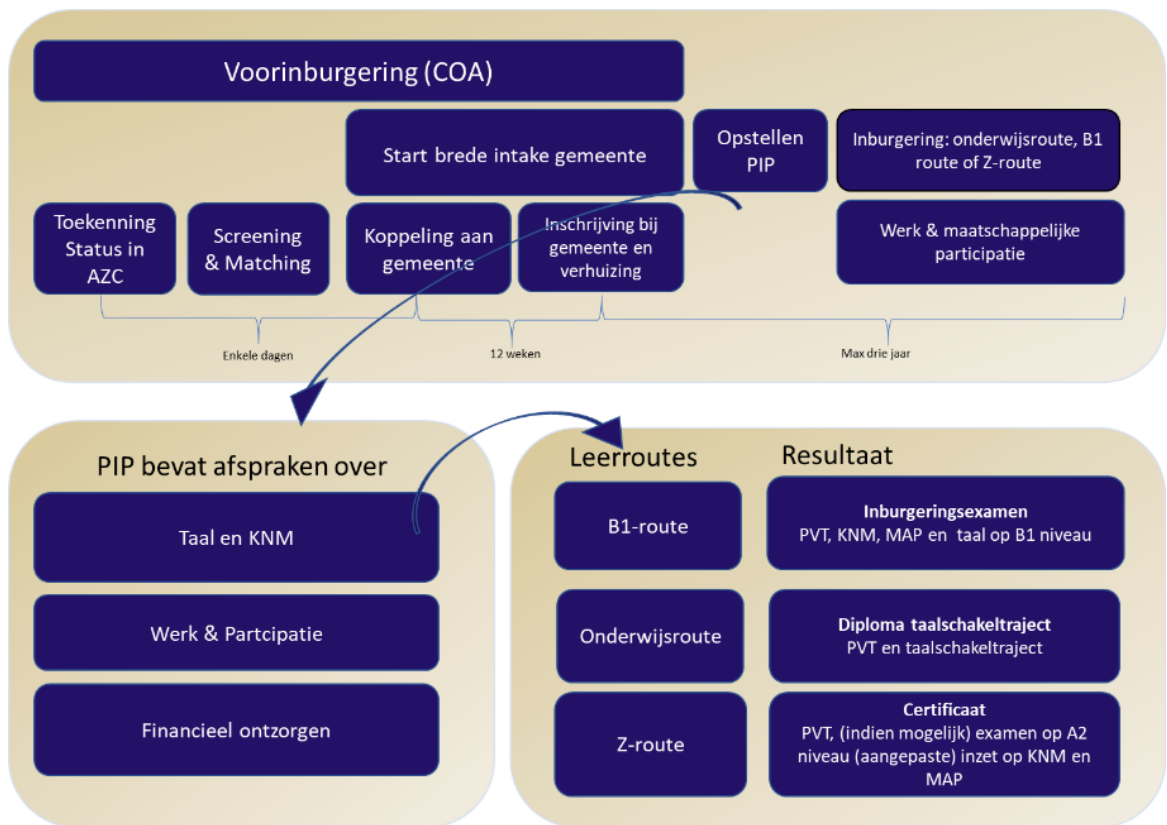 Voorinburgering (COA)
Start brede intake gemeente
Opstellen
PIP
Inburgering: onderwijsroute, B1
route of Z-route
Toekenning
Status in
AZC
Screening
& Matching
Koppeling aan
gemeente
Inschrijving bij
gemeente en
verhuizing
Werk & maatschappelijke
participatie
Enkele dagen
12 weken
Max drie jaar
PIP bevat afspraken over
Taal en KNM
Werk & Partcipatie
Financieel ontzorgen
Leerroutes
Resultaat
B1-route
Inburgeringsexamen
PVT, KNM, MAP en taal op B1 niveau
Onderwijsroute
Diploma taalschakeltraject
PVT en taalschakeltraject
Z-route
Certificaat
PVT, (indien mogelijk) examen op A2
niveau (aangepaste) inzet op KNM en
MAP